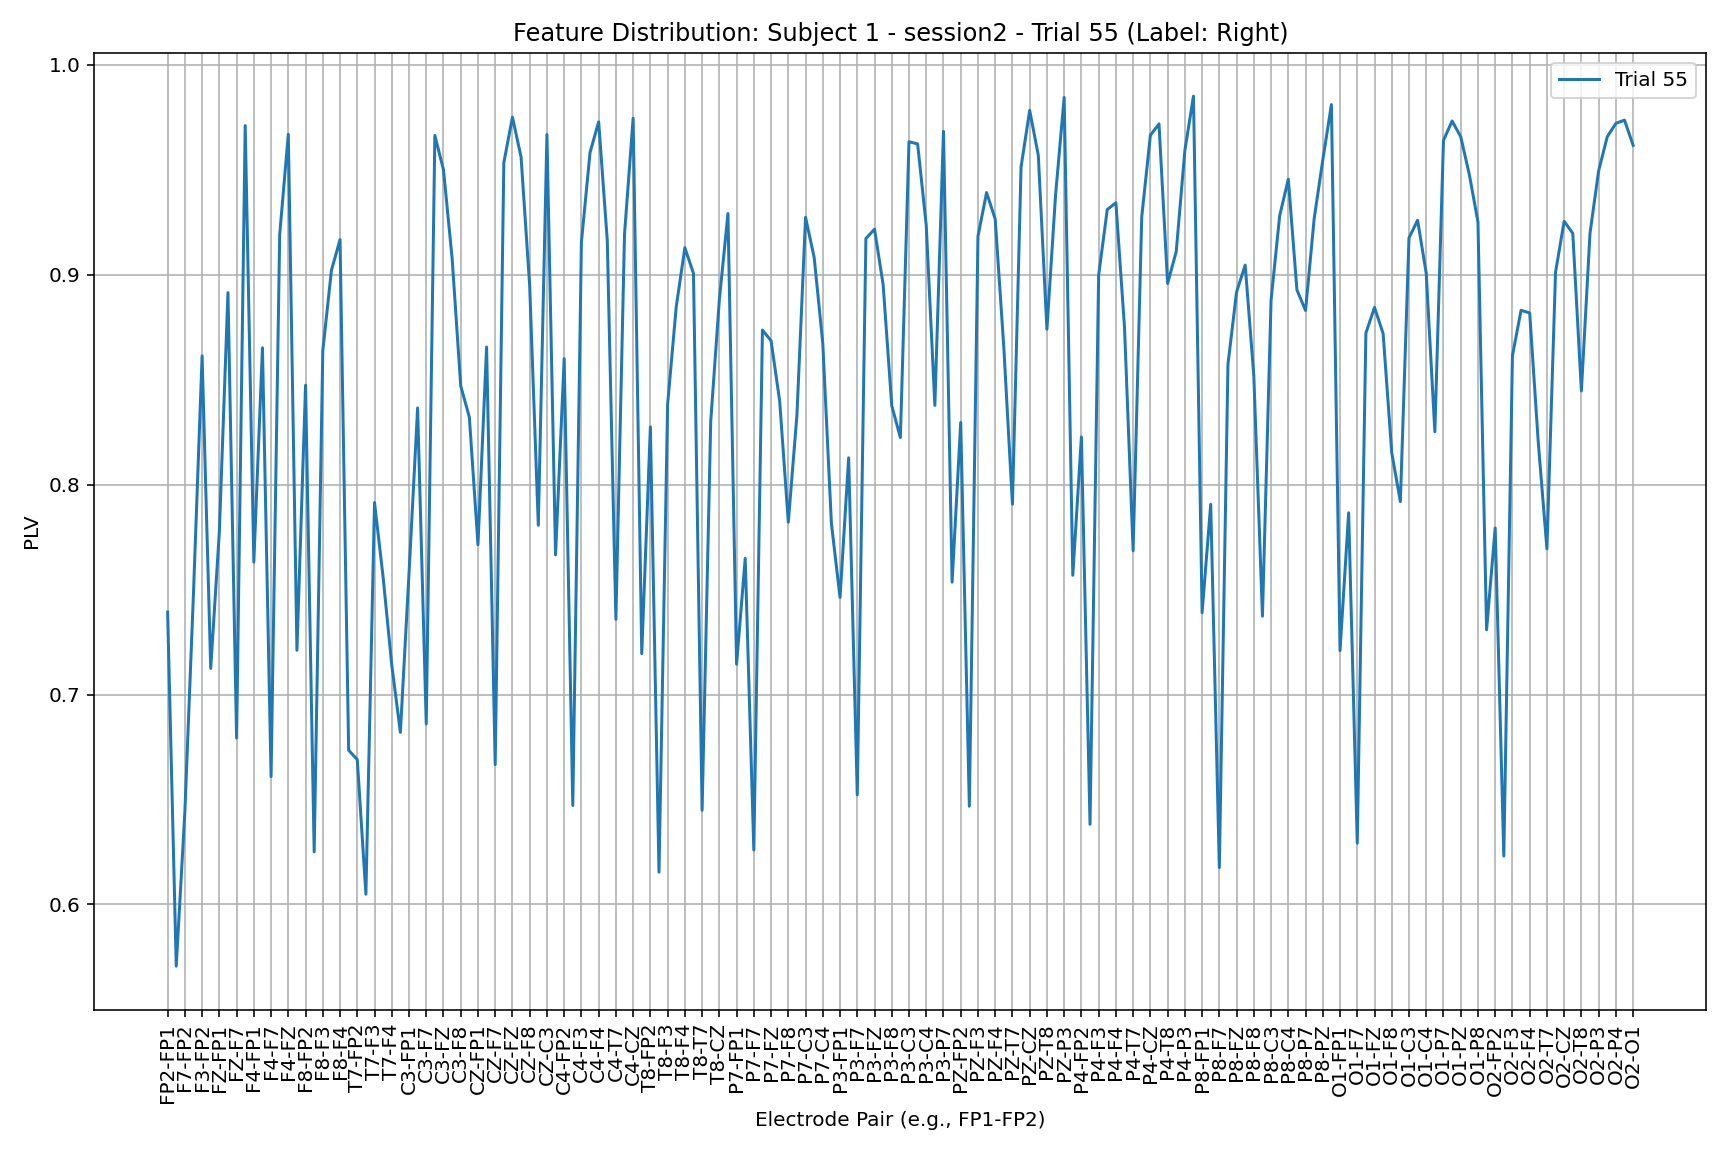 Feature Distribution: Subject 1 - session2 - Trial 55 (Label: Right)
Trial 55
PLV
1.0
0.9
0.8
0.7
0.6
FP2-FP1
F7-FP2
F3-FP2
FZ-FP1
FZ-F7
F4-FP1
F4-F7
F4-FZ
F8-FP2
F8-F3
F8-F4
T7-FP2
T7-F3
T7-F4
C3-FP1
C3-F7
C3-FZ
C3-F8
CZ-FP1
CZ-F7
CZ-FZ
CZ-F8
CZ-C3
C4-FP2
C4-F3
C4-F4
C4-T7
C4-CZ
T8-FP2
T8-F3
T8-F4
T8-T7
T8-CZ
P7-FP1
P7-F7
P7-FZ
P7-F8
P7-C3
P7-C4
P3-FP1
P3-F7
P3-FZ
P3-F8
P3-C3
P3-C4
P3-P7
PZ-FP2
PZ-F3
PZ-F4
PZ-T7
PZ-CZ
PZ-T8
PZ-P3
P4-FP2
P4-F3
P4-F4
P4-T7
P4-CZ
P4-T8
P4-P3
P8-FP1
P8-F7
P8-FZ
P8-F8
P8-C3
P8-C4
P8-P7
P8-PZ
O1-FP1
O1-F7
O1-FZ
O1-F8
O1-C3
O1-C4
O1-P7
O1-PZ
O1-P8
O2-FP2
O2-F3
O2-F4
O2-T7
O2-CZ
O2-T8
O2-P3
O2-P4
O2-O1
Electrode Pair (e.g., FP1-FP2)